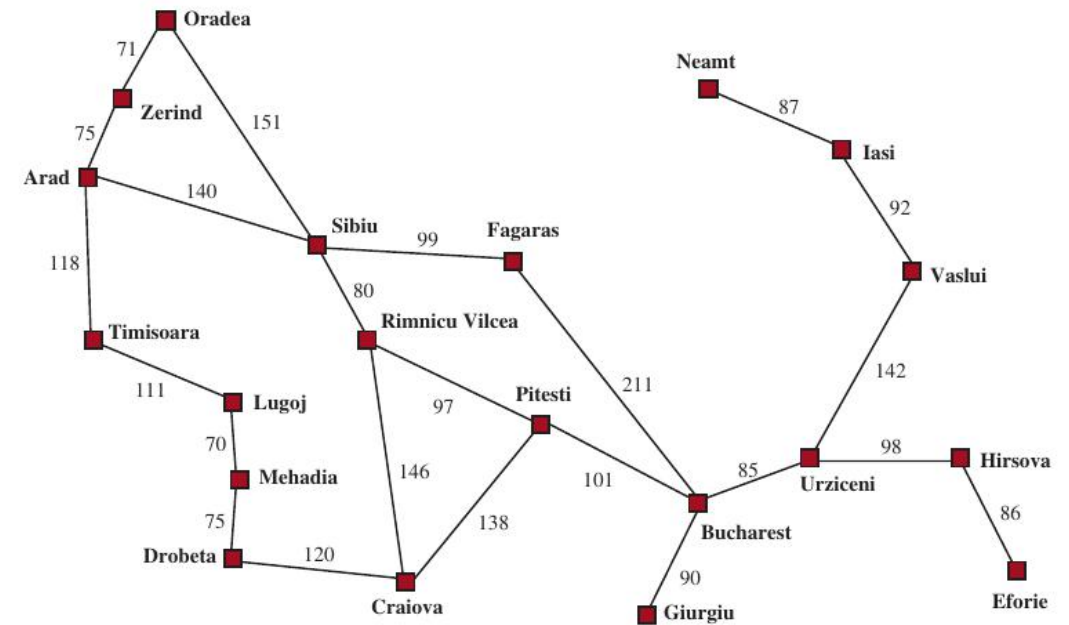 Oradea
71
Neamt
87
Zerind
151
75
Iasi
Arad
140
92
Sibiu
Fagaras
99
118
Vaslui
80
Rimnicu Vilcea
Timisoara
142
111
211
Pitesti
Lugoj
97
70
98
Hirsova
146
85
Mehadia
101
Urziceni
86
75
138
Bucharest
Drobeta
120
90
Eforie
Craiova
Giurgiu